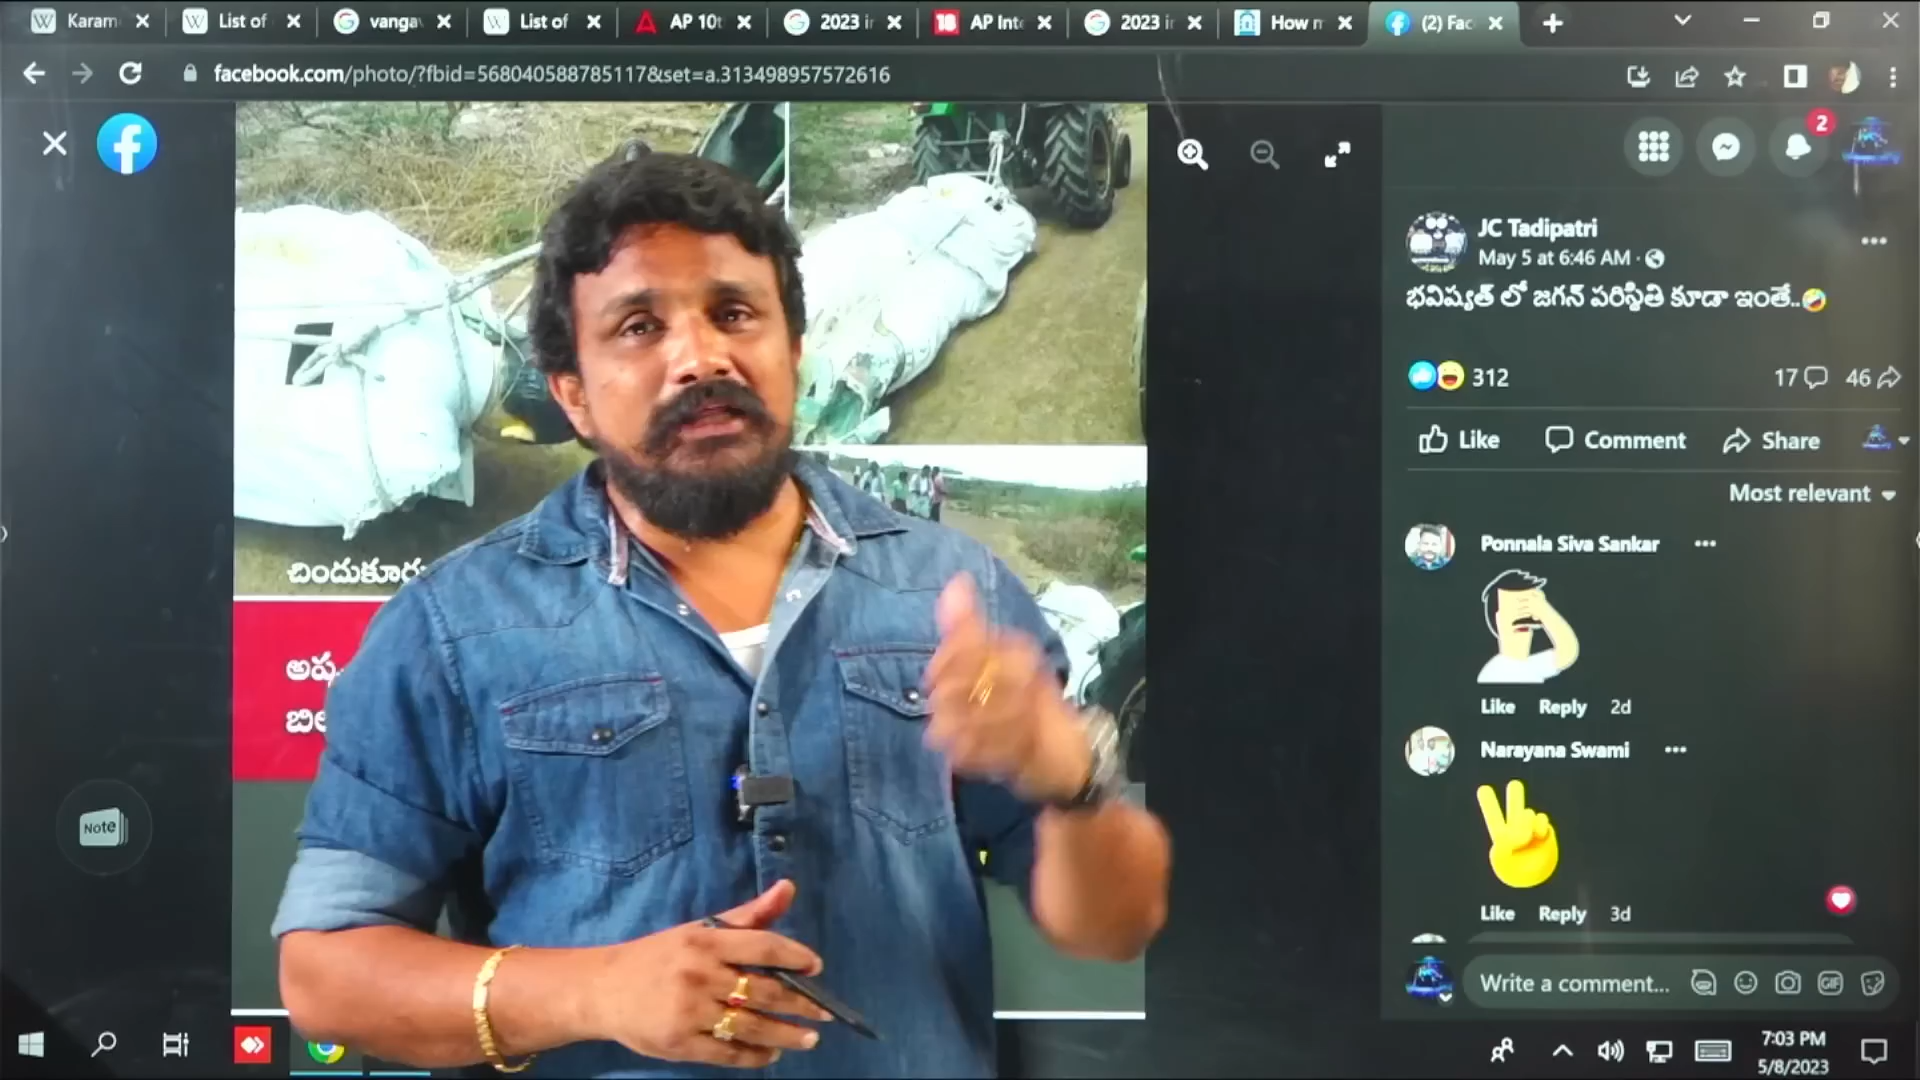 Karam
List of
vanga
List of
AP 10t
2023 i
AP Int
2023 i
How
(2) Fac
facebook.com/photo/?fbid=568040588785117&set=a.313498957572616
2
JC Tadipatri
May 5 at 6:46 AM
భవిష్యత్ లో జగన్ పరిస్థితి కూడా ఇంతే..🤣
312
17
46
Like
Comment
Share
Most relevant
Ponnala Siva Sankar
Like Reply 2d
Narayana Swami
Like Reply 3d
Write a comment...
GIF
చిందుకూరు
Note
7:03 PM
5/8/2023